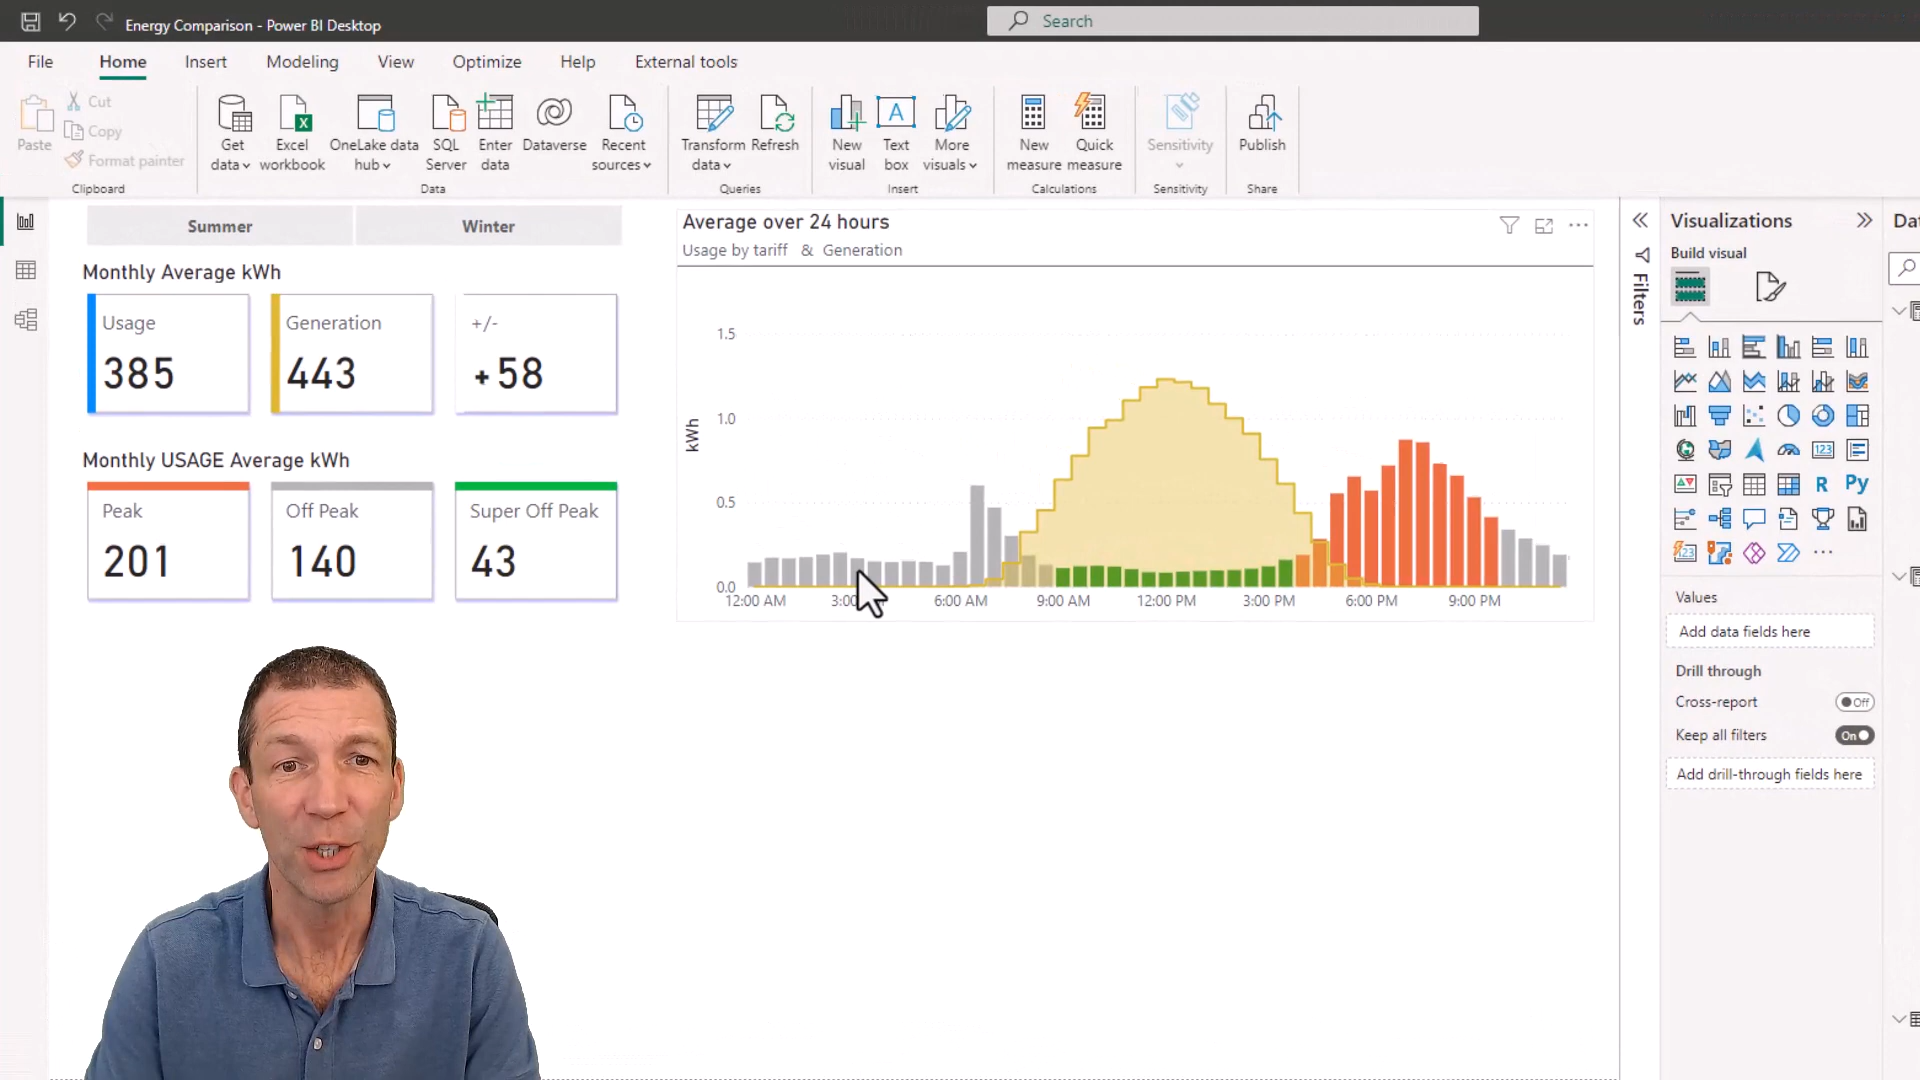 Energy Comparison - Power BI Desktop
Search
File Home Insert Modeling View Optimize Help External tools
Paste
Cut
Copy
Format painter
Clipboard
Get data
Excel workbook
OneLake data hub
SQL Server
Enter data
Dataverse
Recent sources
Data
Transform data
Refresh
Queries
New visual
Text box
More visuals
Insert
New measure
Quick measure
Calculations
Sensitivity
Sensitivity
Publish
Share
Summer
Winter
Monthly Average kWh
Usage
385
Generation
443
+/-
+58
Monthly USAGE Average kWh
Peak
201
Off Peak
140
Super Off Peak
43
Average over 24 hours
Usage by tariff & Generation
kWh
1.5
1.0
0.5
0.0
12:00 AM 3:00 6:00 AM 9:00 AM 12:00 PM 3:00 PM 6:00 PM 9:00 PM
Filters
Visualizations
Build visual
123
R
Py
123
Values
Add data fields here
Drill through
Cross-report
Off
Keep all filters
On
Add drill-through fields here